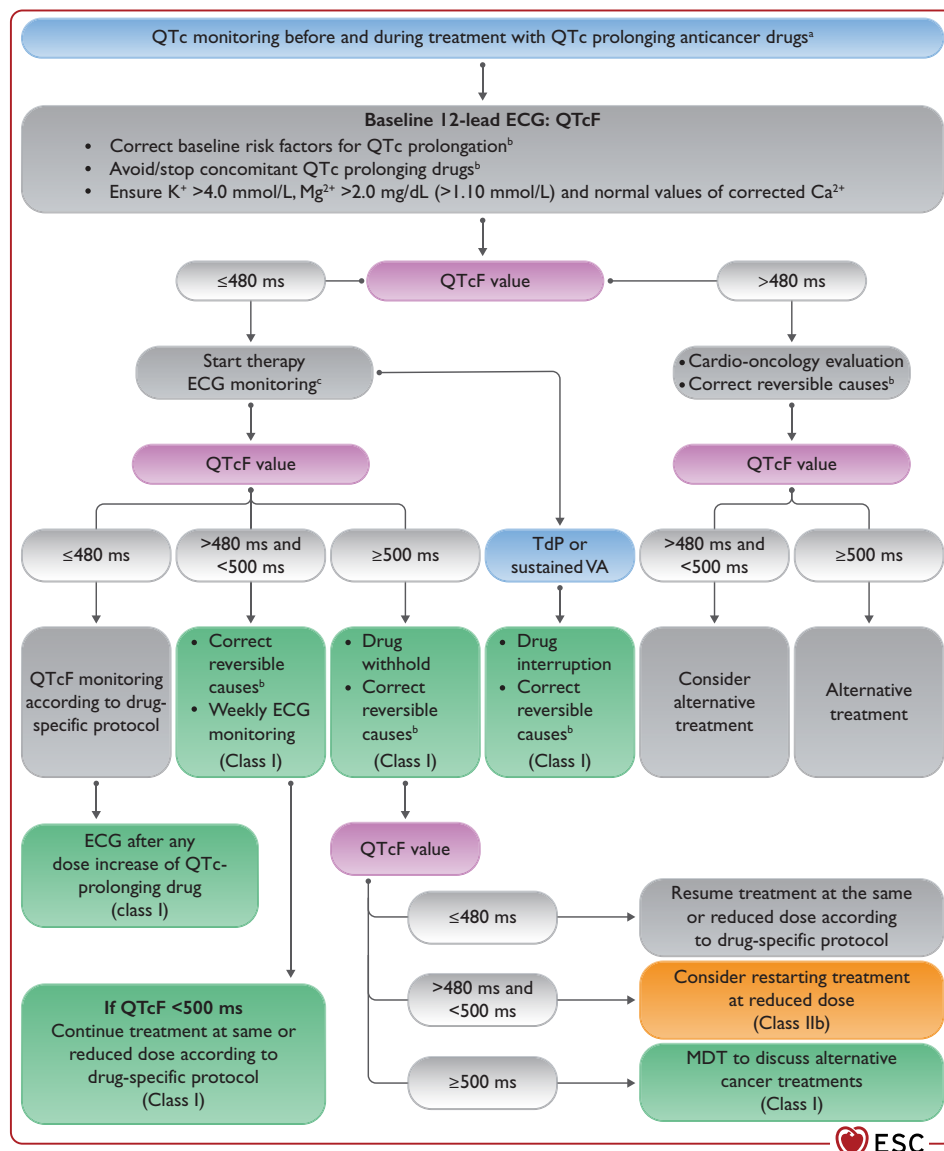 QTc monitoring before and during treatment with QTc prolonging anticancer drugsᵃ
Baseline 12-lead ECG: QTcF
• Correct baseline risk factors for QTc prolongationᵇ
• Avoid/stop concomitant QTc prolonging drugsᵇ
• Ensure K⁺ >4.0 mmol/L, Mg²⁺ >2.0 mg/dL (>1.10 mmol/L) and normal values of corrected Ca²⁺
≤480 ms
QTcF value
>480 ms
Start therapy
ECG monitoringᶜ
• Cardio-oncology evaluation
• Correct reversible causesᵇ
QTcF value
QTcF value
≤480 ms
>480 ms and
<500 ms
≥500 ms
TdP or
sustained VA
>480 ms and
<500 ms
≥500 ms
QTcF monitoring
according to drug-
specific protocol
• Correct
reversible
causesᵇ
• Weekly ECG
monitoring
(Class I)
• Drug
withhold
• Correct
reversible
causesᵇ
(Class I)
• Drug
interruption
• Correct
reversible
causesᵇ
(Class I)
Consider
alternative
treatment
Alternative
treatment
ECG after any
dose increase of QTc-
prolonging drug
(class I)
QTcF value
≤480 ms
Resume treatment at the same
or reduced dose according
to drug-specific protocol
>480 ms and
<500 ms
Consider restarting treatment
at reduced dose
(Class IIb)
If QTcF <500 ms
Continue treatment at same or
reduced dose according to
drug-specific protocol
(Class I)
≥500 ms
MDT to discuss alternative
cancer treatments
(Class I)
ESC